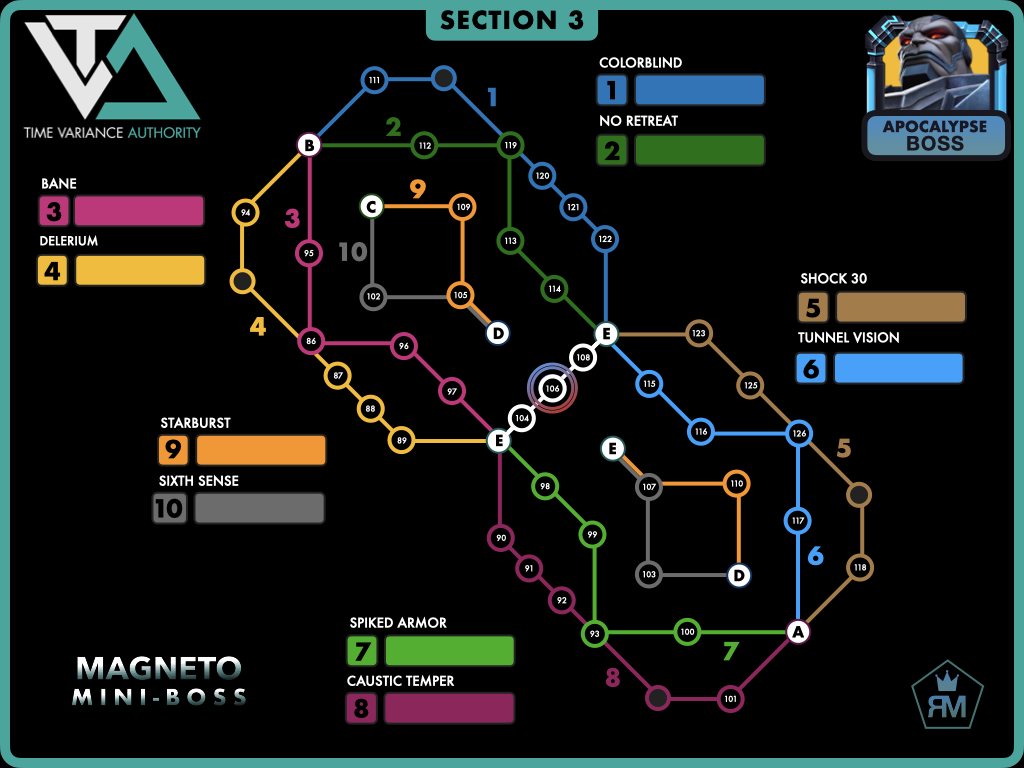 SECTION 3
TIME VARIANCE AUTHORITY
APOCALYPSE
BOSS
COLORBLIND
1
NO RETREAT
2
BANE
3
DELERIUM
4
SHOCK 30
5
TUNNEL VISION
6
STARBURST
9
SIXTH SENSE
10
SPIKED ARMOR
7
CAUSTIC TEMPER
8
MAGNETO
MINI-BOSS
RM
111
1
B
2
112
119
120
121
122
94
3
95
4
86
C
9
109
10
102
105
D
113
114
E
123
108
106
104
96
97
87
88
89
E
115
116
125
126
5
6
117
118
A
E
107
110
103
D
98
99
90
91
92
93
100
7
8
101